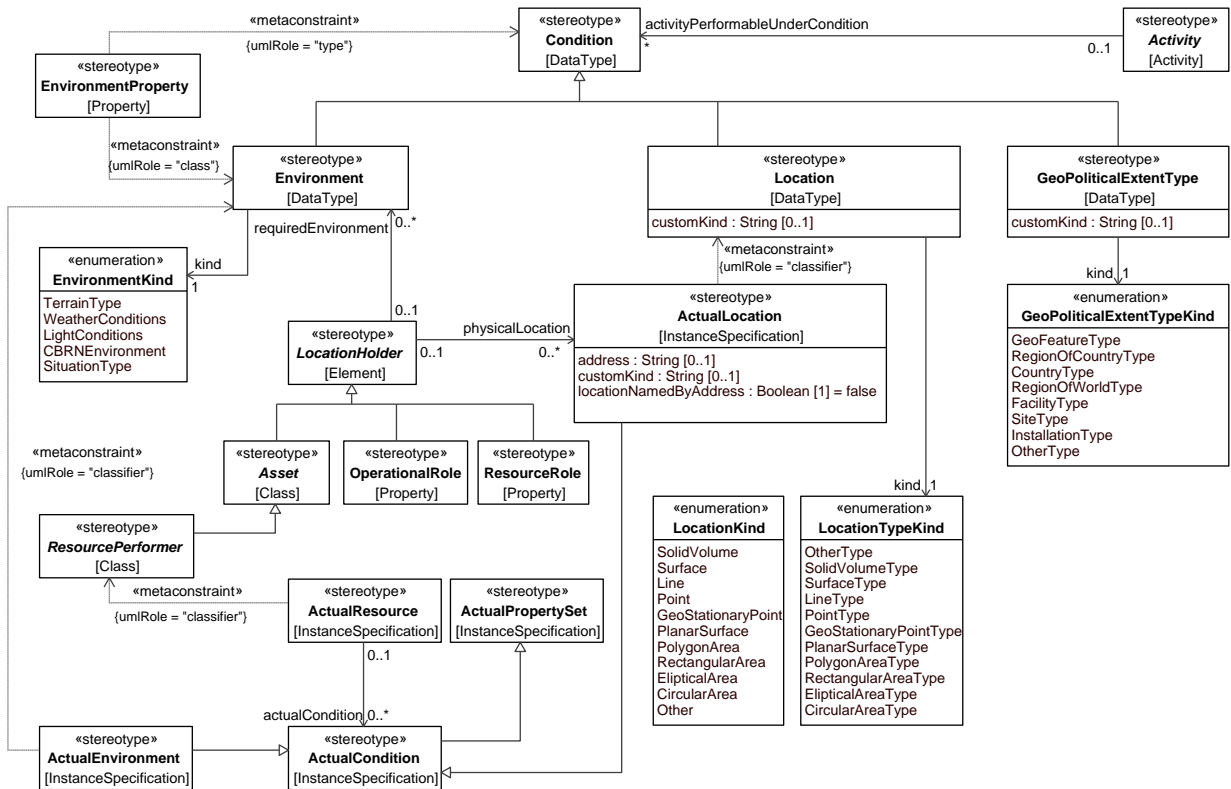 «metaconstraint»
{umlRole = "type"}
«stereotype»
Condition
[DataType]
activityPerformableUnderCondition
*
0..1
«stereotype»
Activity
[Activity]
«stereotype»
EnvironmentProperty
[Property]
«metaconstraint»
{umlRole = "class"}
«stereotype»
Environment
[DataType]
«stereotype»
Location
[DataType]
customKind : String [0..1]
«stereotype»
GeoPoliticalExtentType
[DataType]
customKind : String [0..1]
requiredEnvironment
0..*
kind
1
«enumeration»
EnvironmentKind
TerrainType
WeatherConditions
LightConditions
CBRNEnvironment
SituationType
«metaconstraint»
{umlRole = "classifier"}
kind
1
«enumeration»
GeoPoliticalExtentTypeKind
GeoFeatureType
RegionOfCountryType
CountryType
RegionOfWorldType
FacilityType
SiteType
InstallationType
OtherType
0..1
«stereotype»
LocationHolder
[Element]
physicalLocation
0..1
0..*
«stereotype»
ActualLocation
[InstanceSpecification]
address : String [0..1]
customKind : String [0..1]
locationNamedByAddress : Boolean [1] = false
«metaconstraint»
{umlRole = "classifier"}
«stereotype»
Asset
[Class]
«stereotype»
OperationalRole
[Property]
«stereotype»
ResourceRole
[Property]
kind
1
«stereotype»
ResourcePerformer
[Class]
«metaconstraint»
{umlRole = "classifier"}
«stereotype»
ActualResource
[InstanceSpecification]
«stereotype»
ActualPropertySet
[InstanceSpecification]
«enumeration»
LocationKind
SolidVolume
Surface
Line
Point
GeoStationaryPoint
PlanarSurface
PolygonArea
RectangularArea
ElipticalArea
CircularArea
Other
«enumeration»
LocationTypeKind
OtherType
SolidVolumeType
SurfaceType
LineType
PointType
GeoStationaryPointType
PlanarSurfaceType
PolygonAreaType
RectangularAreaType
ElipticalAreaType
CircularAreaType
0..1
actualCondition
0..*
«stereotype»
ActualEnvironment
[InstanceSpecification]
«stereotype»
ActualCondition
[InstanceSpecification]